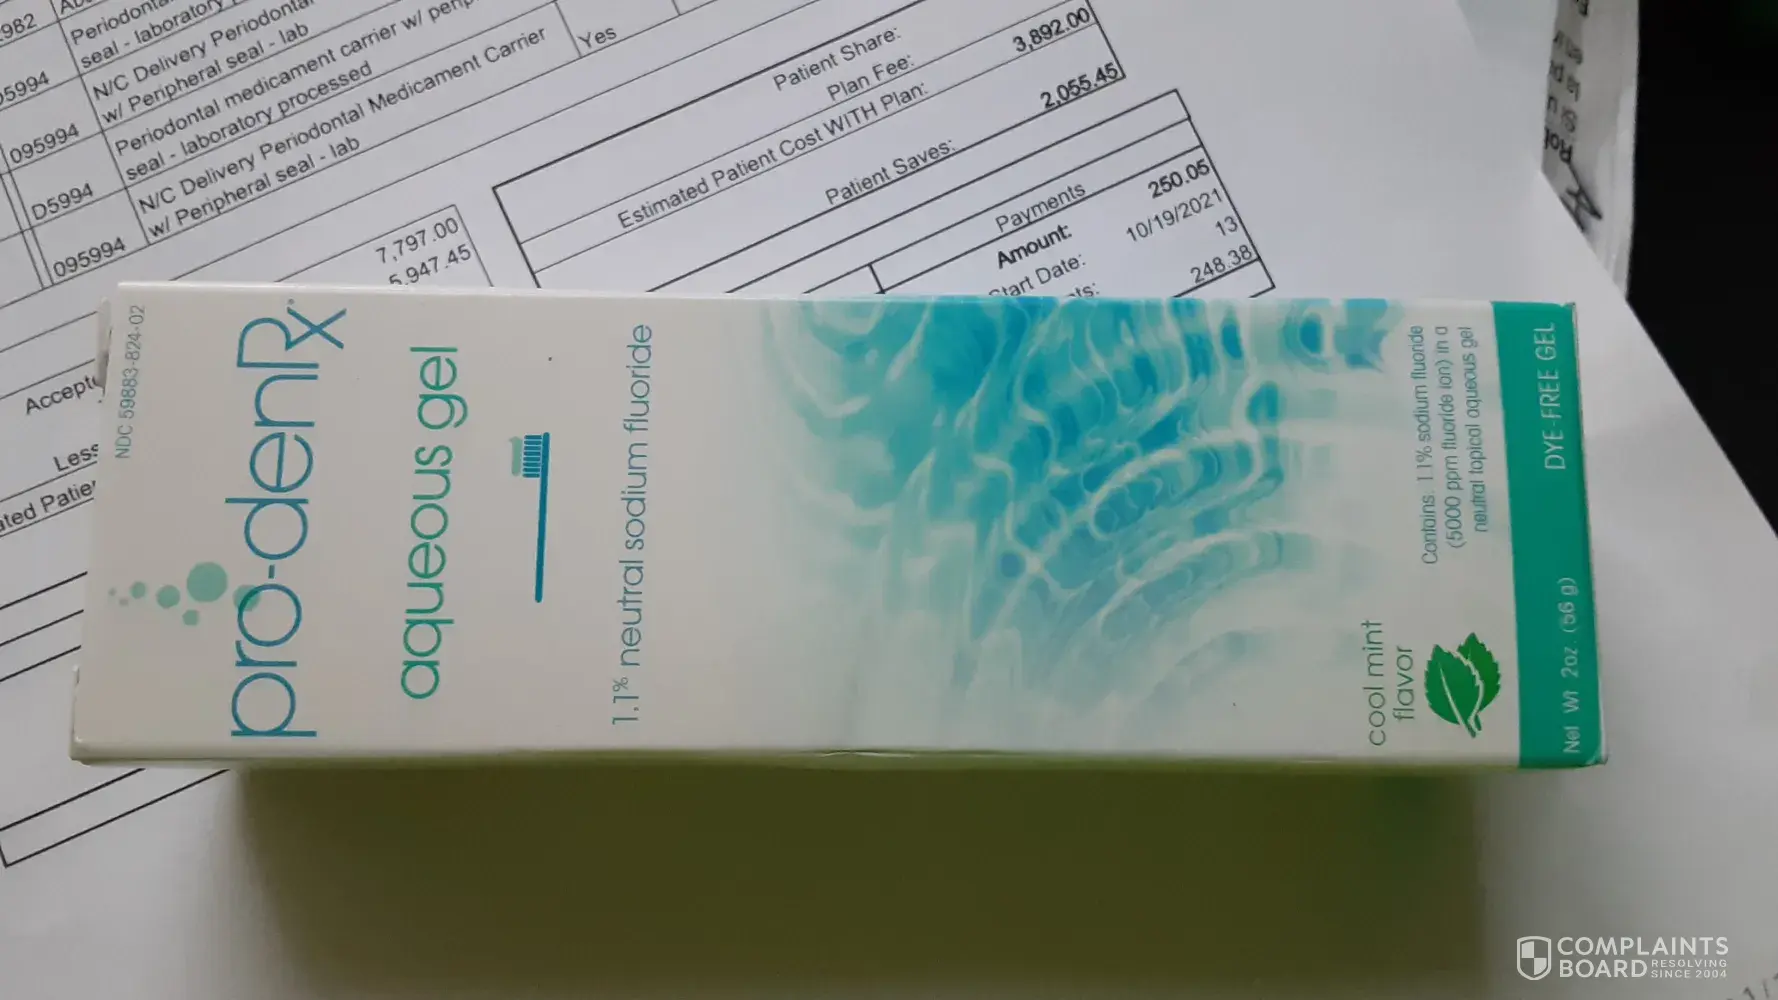 982
Periodontal
seal - laboratory
D5994
N/C Delivery Periodontal
w/ Peripheral seal - lab
095994
Periodontal medicament carrier w/
seal - laboratory processed
D5994
N/C Delivery Periodontal Medicament Carrier
w/ Peripheral seal - lab
095994
Yes
7,797.00
5,947.45
Patient Share:
Plan Fee:
Estimated Patient Cost WITH Plan:
3,892.00
Patient Saves:
2,055.45
Payments
Amount: 250.05
Start Date: 10/19/2021
13
248.38
Less
NDC 59883-824-02
pro-denRx
aqueous gel
1.1% neutral sodium fluoride
cool mint
flavor
Contains: 1.1% sodium fluoride
(5000 ppm fluoride ion) in a
neutral topical aqueous gel
Net Wt 2oz. (56 g) DYE-FREE GEL
COMPLAINTS
BOARD RESOLVING
SINCE 2004